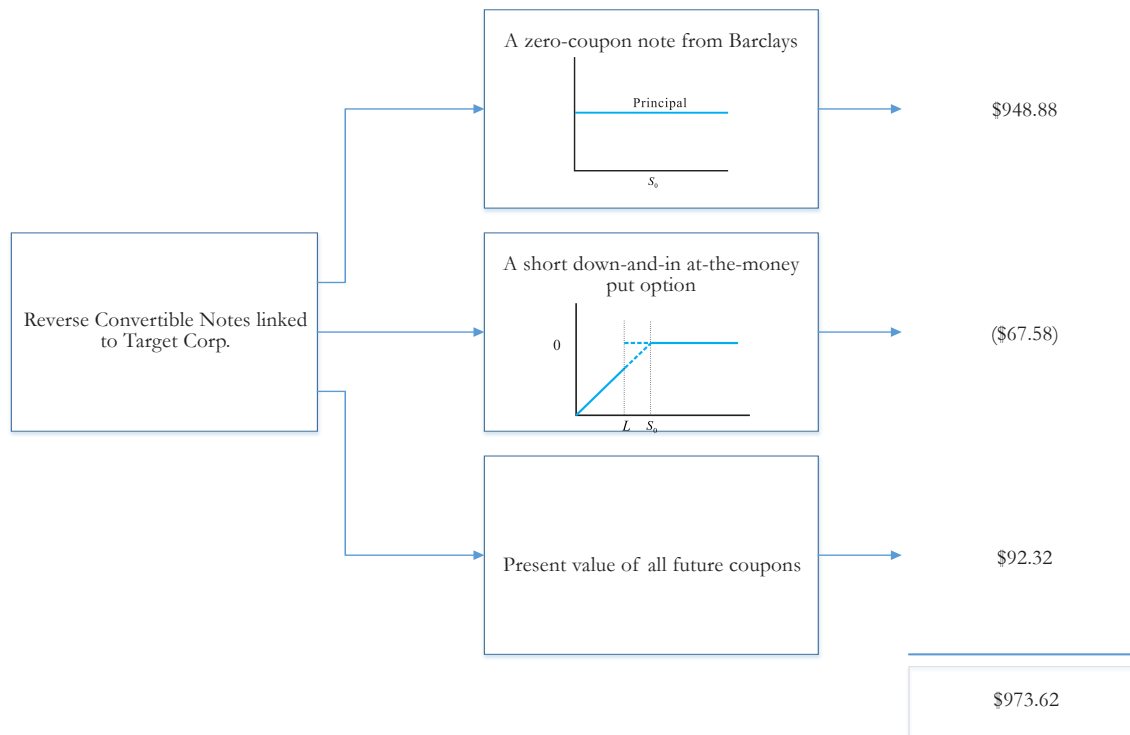 A zero-coupon note from Barclays
Principal
S₀
$948.88
Reverse Convertible Notes linked
to Target Corp.
A short down-and-in at-the-money
put option
0
L S₀
($67.58)
Present value of all future coupons
$92.32
$973.62